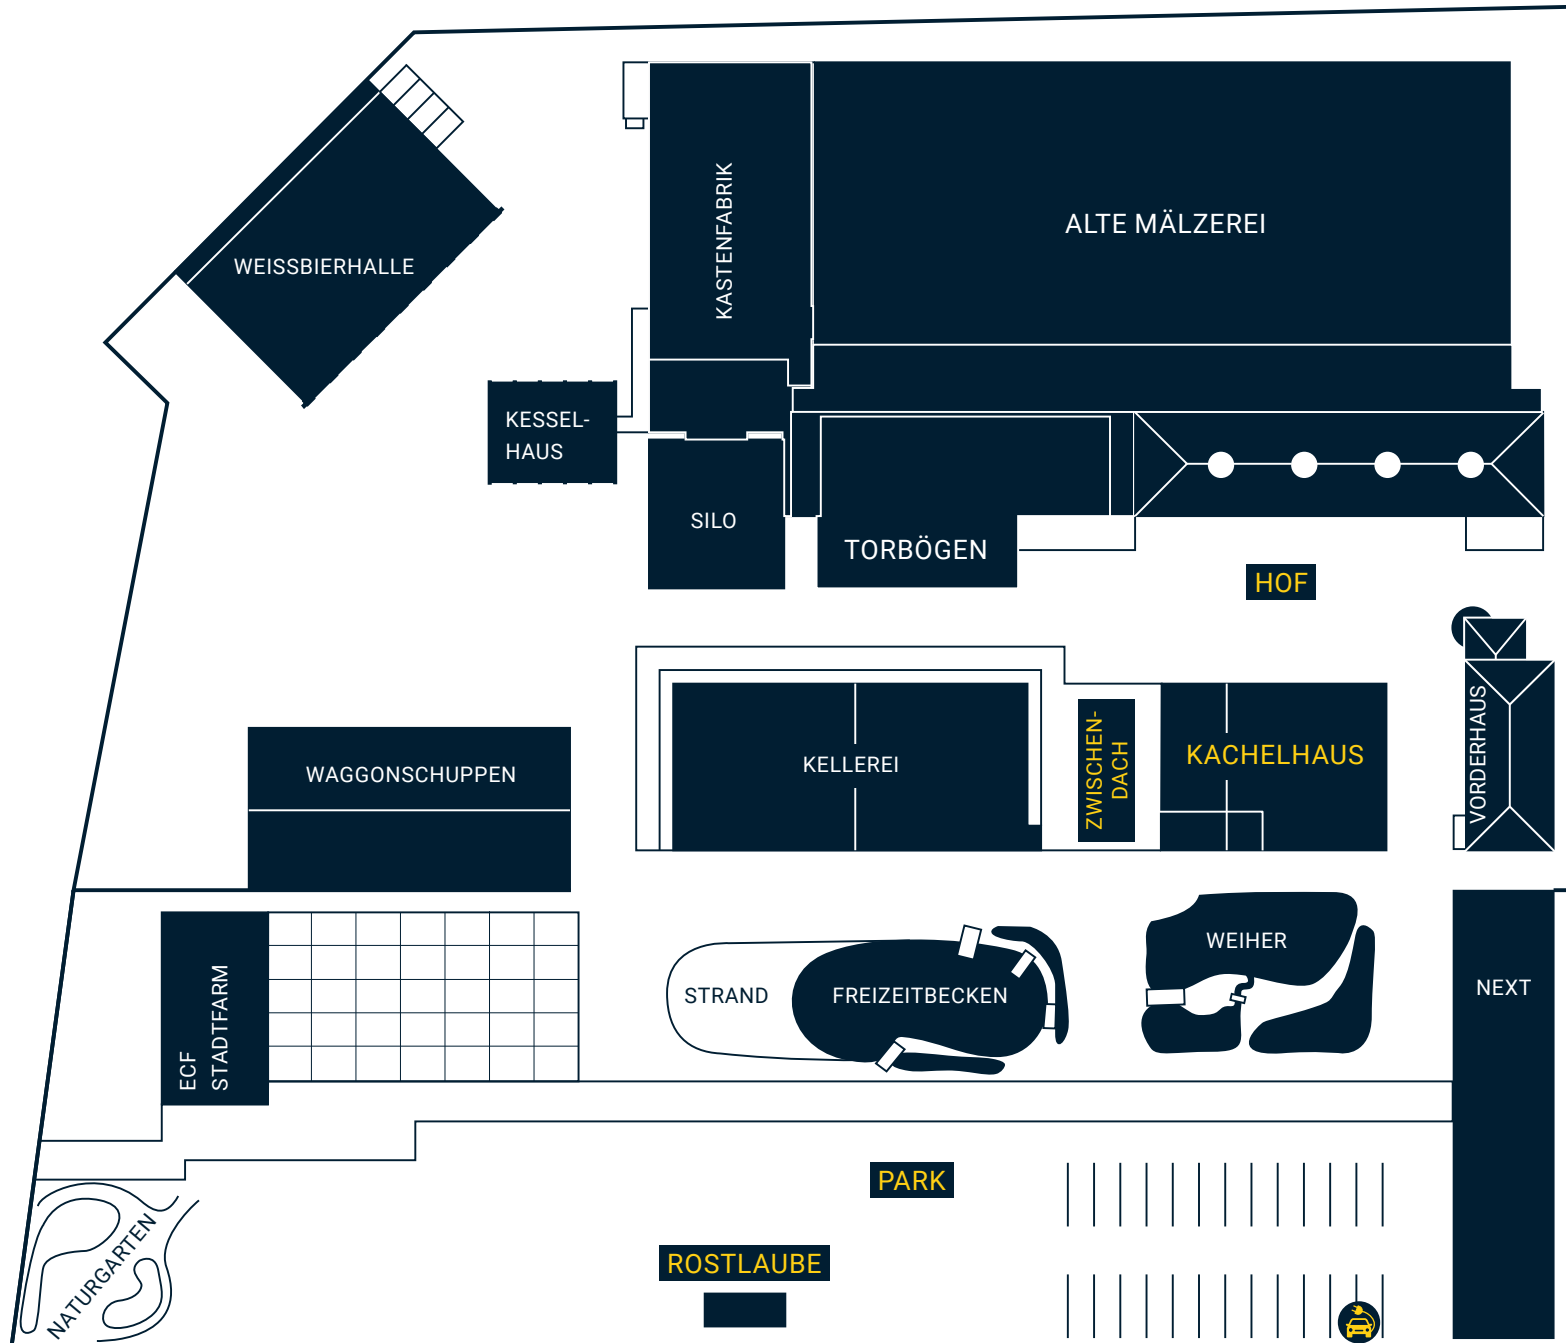 KASTENFABRIK
ALTE MÄLZEREI
WEISSBIERHALLE
KESSEL-
HAUS
SILO
TORBÖGEN
HOF
WAGGONSCHUPPEN
KELLEREI
ZWISCHEN-
DACH
KACHELHAUS
VORDERHAUS
ECF
STADTFARM
STRAND
FREIZEITBECKEN
WEIHER
NEXT
PARK
NATURGARTEN
ROSTLAUBE